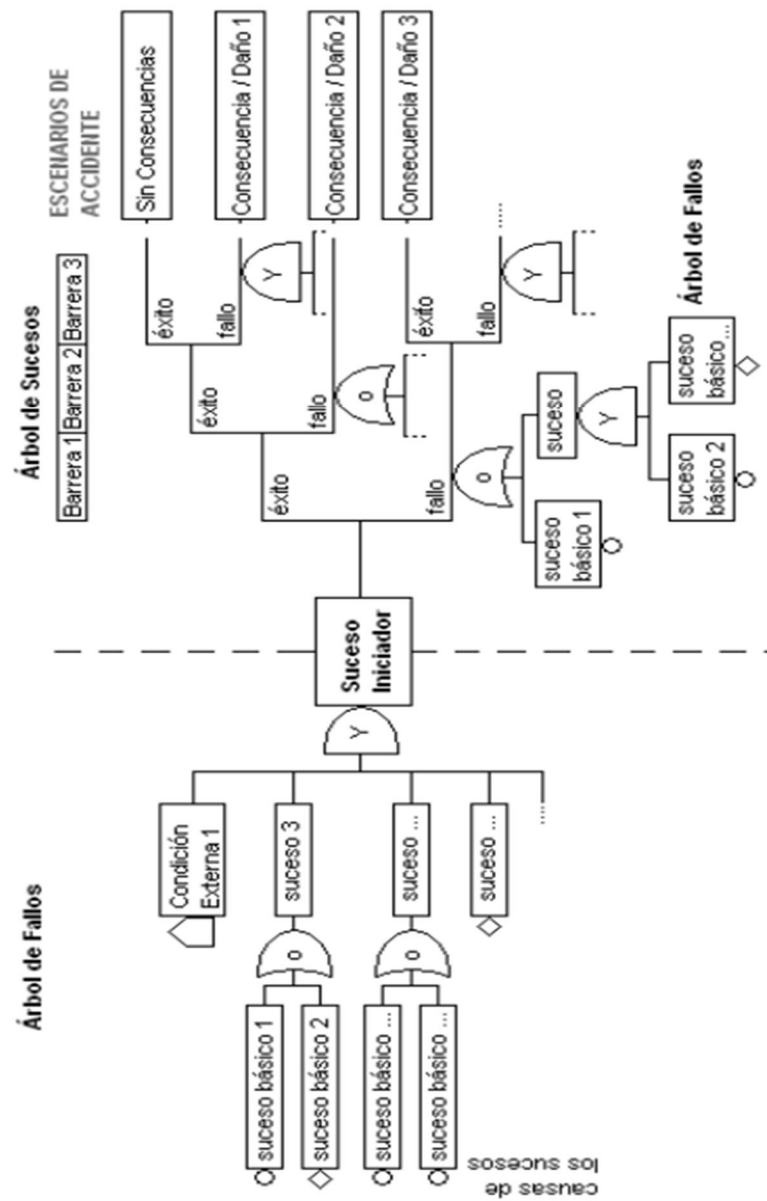 Árbol de Fallos
Árbol de Sucesos
ESCENARIOS DE
ACCIDENTE
Barrera 1
Barrera 2
Barrera 3
causas de
los sucesos
suceso básico 1
suceso básico 2
suceso básico ...
suceso básico ...
o
o
Condición
Externa 1
suceso 3
suceso ...
suceso ...
Y
Suceso
Iniciador
éxito
fallo
éxito
fallo
éxito
fallo
éxito
fallo
Y
o
o
Y
Sin Consecuencias
Consecuencia / Daño 1
Consecuencia / Daño 2
Consecuencia / Daño 3
suceso
básico 1
suceso
Y
suceso
básico 2
suceso
básico...
Árbol de Fallos